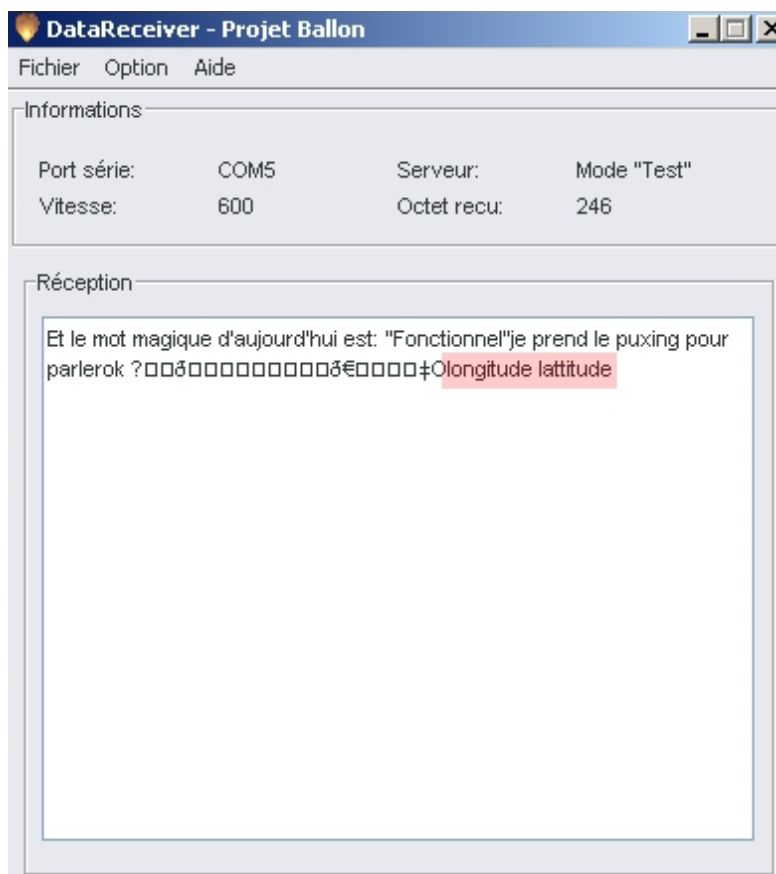 DataReceiver - Projet Ballon
Fichier Option Aide
Informations
Port série: COM5 Serveur: Mode "Test"
Vitesse: 600 Octet recu: 246
Réception
Et le mot magique d'aujourd'hui est: "Fonctionnel"je prend le puxing pour
parlerok ?□□ð□□□□□□□□□□ð€□□□□‡Olongitude lattitude